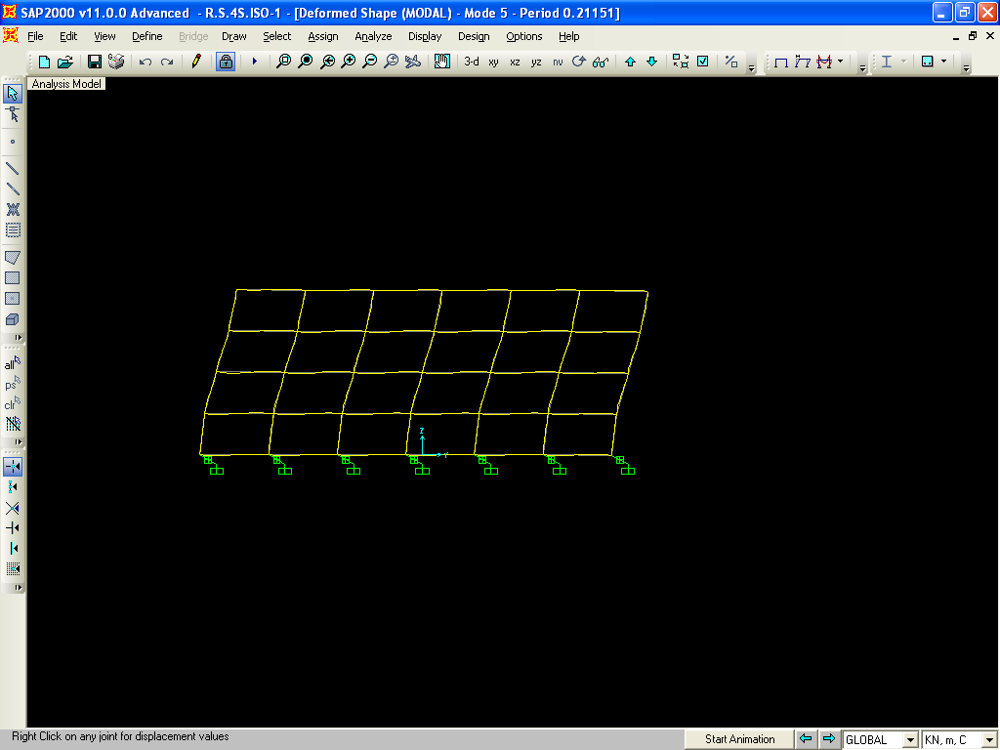 SAP2000 v11.0.0 Advanced - R.S.4S.ISO-1 - [Deformed Shape (MODAL) - Mode 5 - Period 0.21151]
File Edit View Define Bridge Draw Select Assign Analyze Display Design Options Help
3-d xy xz yz nv
Analysis Model
all
ps
clr
Z
Y
Right Click on any joint for displacement values
Start Animation
GLOBAL
KN, m, C